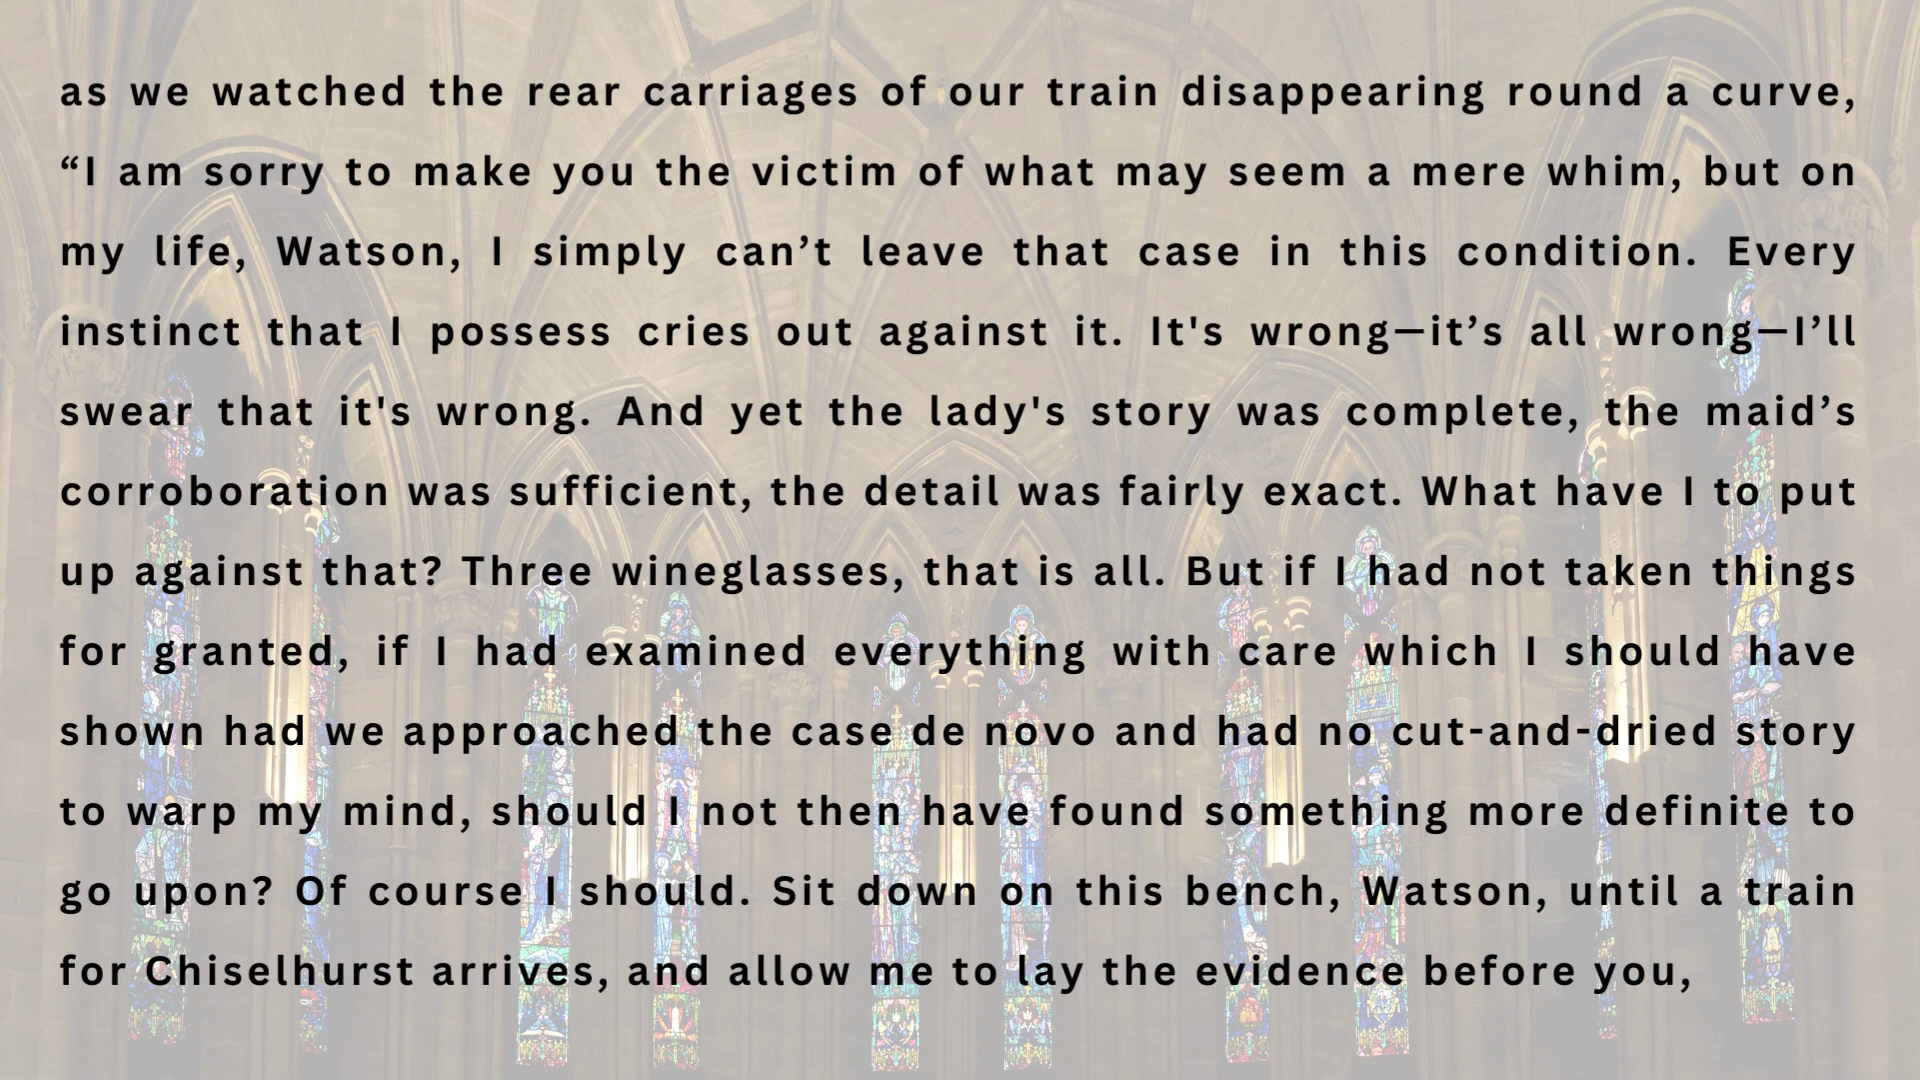 as we watched the rear carriages of our train disappearing round a curve,
“I am sorry to make you the victim of what may seem a mere whim, but on
my life, Watson, I simply can’t leave that case in this condition. Every
instinct that I possess cries out against it. It's wrong—it’s all wrong—I’ll
swear that it's wrong. And yet the lady's story was complete, the maid’s
corroboration was sufficient, the detail was fairly exact. What have I to put
up against that? Three wineglasses, that is all. But if I had not taken things
for granted, if I had examined everything with care which I should have
shown had we approached the case de novo and had no cut-and-dried story
to warp my mind, should I not then have found something more definite to
go upon? Of course I should. Sit down on this bench, Watson, until a train
for Chiselhurst arrives, and allow me to lay the evidence before you,